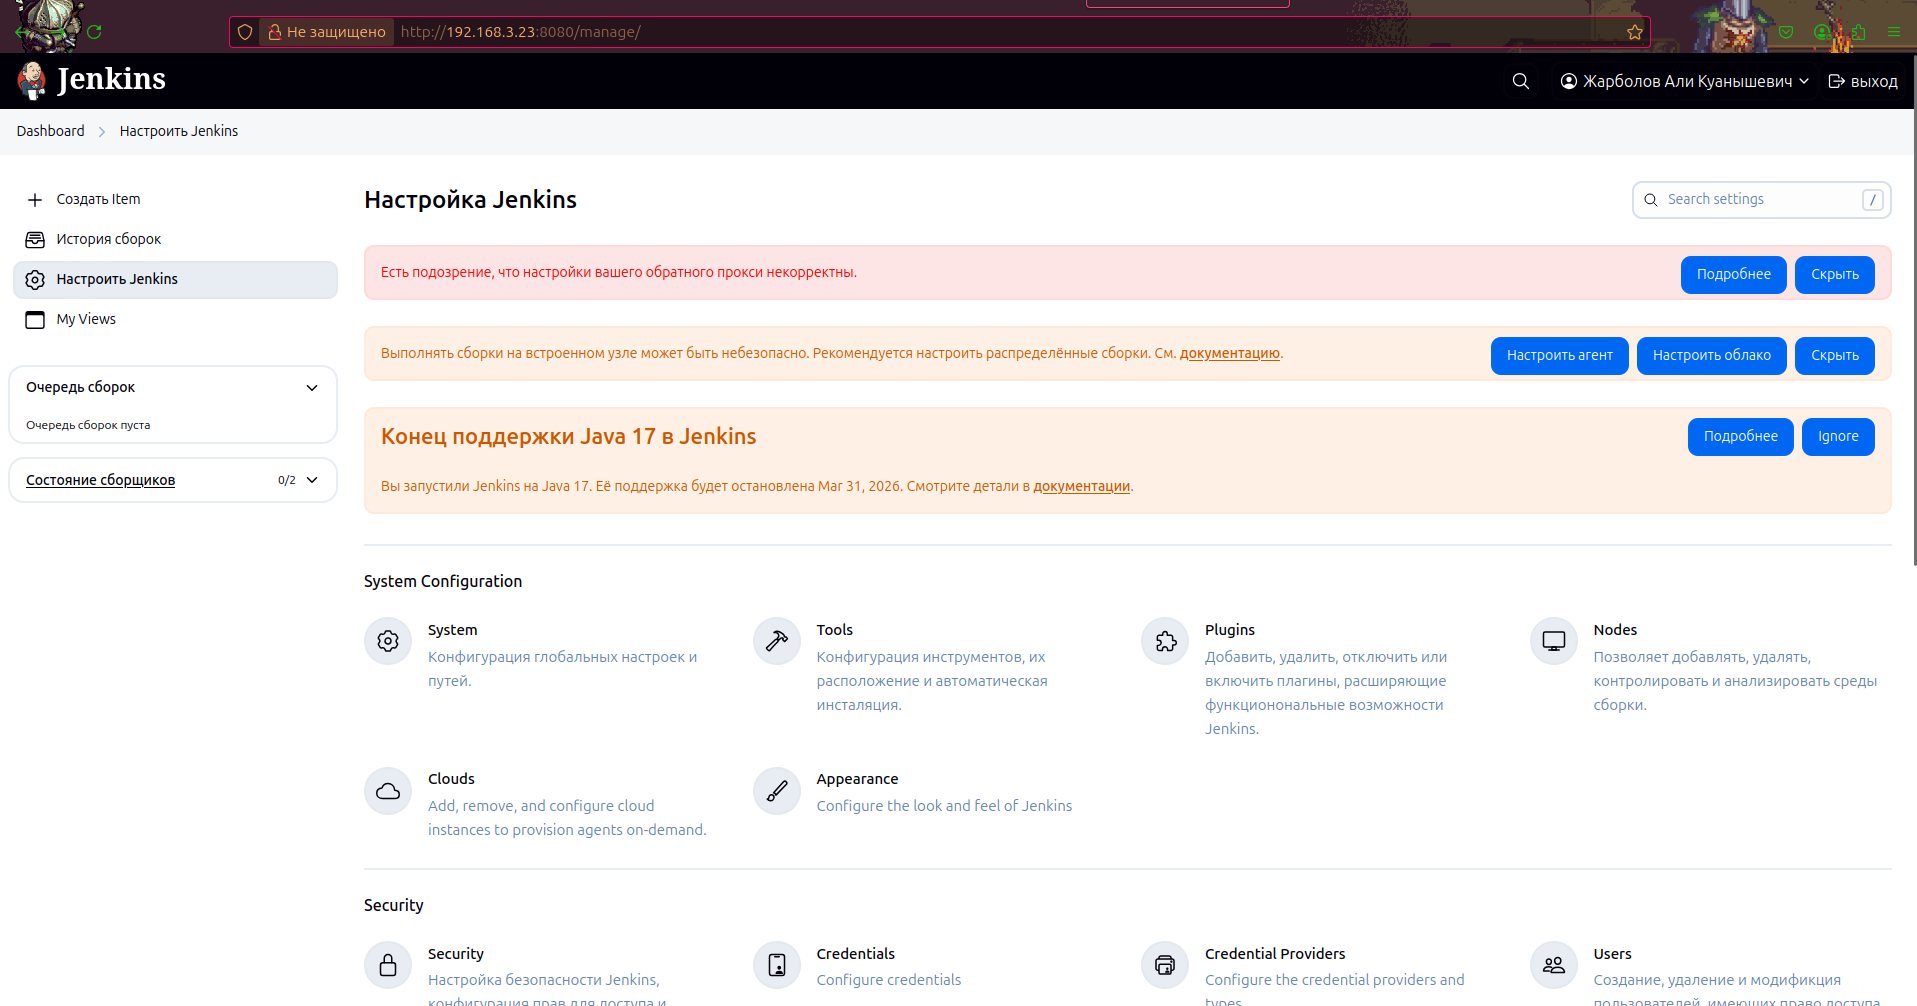 Не защищено http://192.168.3.23:8080/manage/
Jenkins
Жарболов Али Куанышевич
выход
Dashboard
Настроить Jenkins
Создать Item
История сборок
Настроить Jenkins
My Views
Очередь сборок
Очередь сборок пуста
Состояние сборщиков 0/2
Настройка Jenkins
Search settings /
Есть подозрение, что настройки вашего обратного прокси некорректны.
Подробнее
Скрыть
Выполнять сборки на встроенном узле может быть небезопасно. Рекомендуется настроить распределённые сборки. См. документацию.
Настроить агент
Настроить облако
Скрыть
Конец поддержки Java 17 в Jenkins
Подробнее
Ignore
Вы запустили Jenkins на Java 17. Её поддержка будет остановлена Mar 31, 2026. Смотрите детали в документации.
System Configuration
System
Конфигурация глобальных настроек и
путей.
Tools
Конфигурация инструментов, их
расположение и автоматическая
инсталяция.
Plugins
Добавить, удалить, отключить или
включить плагины, расширяющие
функционональные возможности
Jenkins.
Nodes
Позволяет добавлять, удалять,
контролировать и анализировать среды
сборки.
Clouds
Add, remove, and configure cloud
instances to provision agents on-demand.
Appearance
Configure the look and feel of Jenkins
Security
Security
Настройка безопасности Jenkins,
конфигурация прав для доступа и
Credentials
Configure credentials
Credential Providers
Configure the credential providers and
types
Users
Создание, удаление и модификция
пользователей, имеющих право доступа